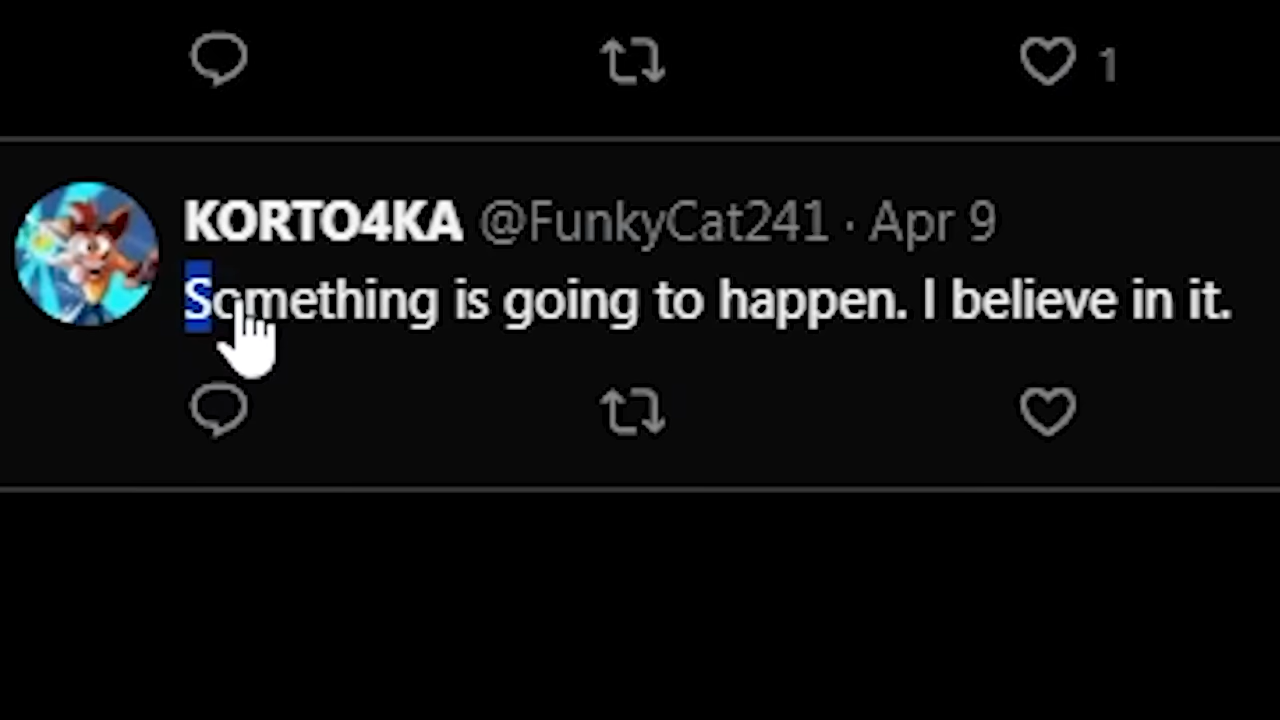 1
KORTO4KA @FunkyCat241 · Apr 9
Something is going to happen. I believe in it.